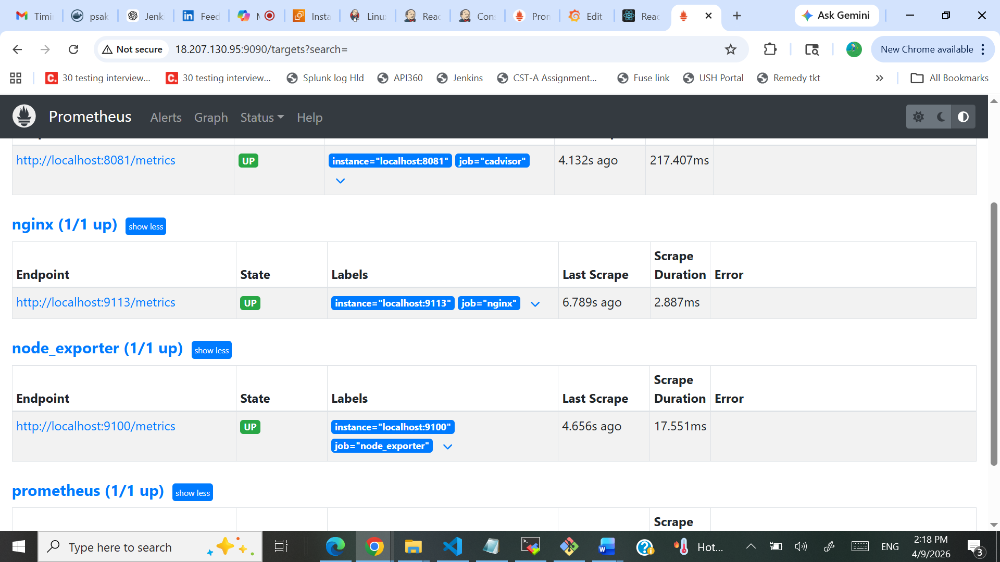 Timi psak Jenk Feed Insta Linu Rea Con Pron Edit Reac Ask Gemini
Not secure 18.207.130.95:9090/targets?search= New Chrome available
30 testing interview... 30 testing interview... Splunk log Hld API360 Jenkins CST-A Assignment... Fuse link USH Portal Remedy tkt All Bookmarks
Prometheus Alerts Graph Status Help
http://localhost:8081/metrics UP instance="localhost:8081" job="cadvisor" 4.132s ago 217.407ms
nginx (1/1 up) show less
Endpoint State Labels Last Scrape Scrape Duration Error
http://localhost:9113/metrics UP instance="localhost:9113" job="nginx" 6.789s ago 2.887ms
node_exporter (1/1 up) show less
Endpoint State Labels Last Scrape Scrape Duration Error
http://localhost:9100/metrics UP instance="localhost:9100" job="node_exporter" 4.656s ago 17.551ms
prometheus (1/1 up) show less
Scrape
Type here to search Hot... ENG 2:18 PM
4/9/2026 3